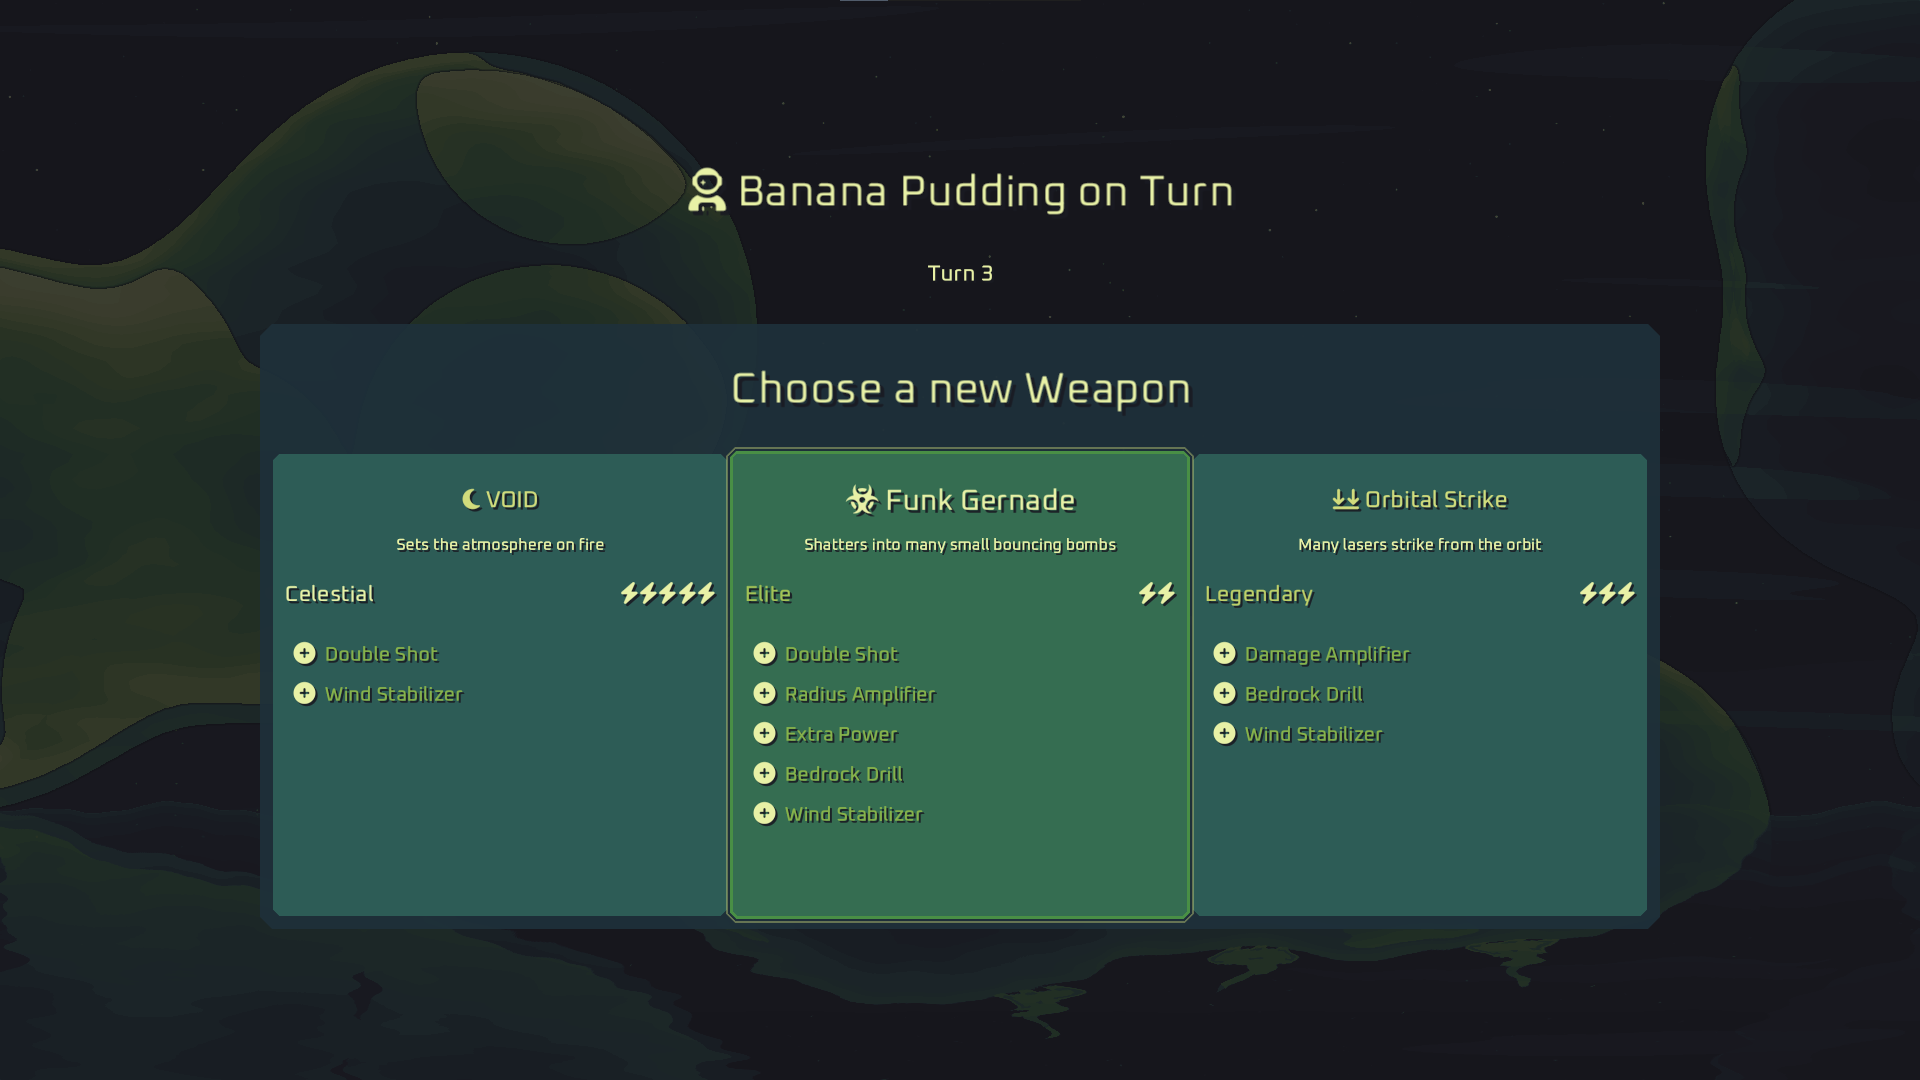 Banana Pudding on Turn
Turn 3
Choose a new Weapon
VOID
Sets the atmosphere on fire
Celestial
Double Shot
Wind Stabilizer
Funk Gernade
Shatters into many small bouncing bombs
Elite
Double Shot
Radius Amplifier
Extra Power
Bedrock Drill
Wind Stabilizer
Orbital Strike
Many lasers strike from the orbit
Legendary
Damage Amplifier
Bedrock Drill
Wind Stabilizer